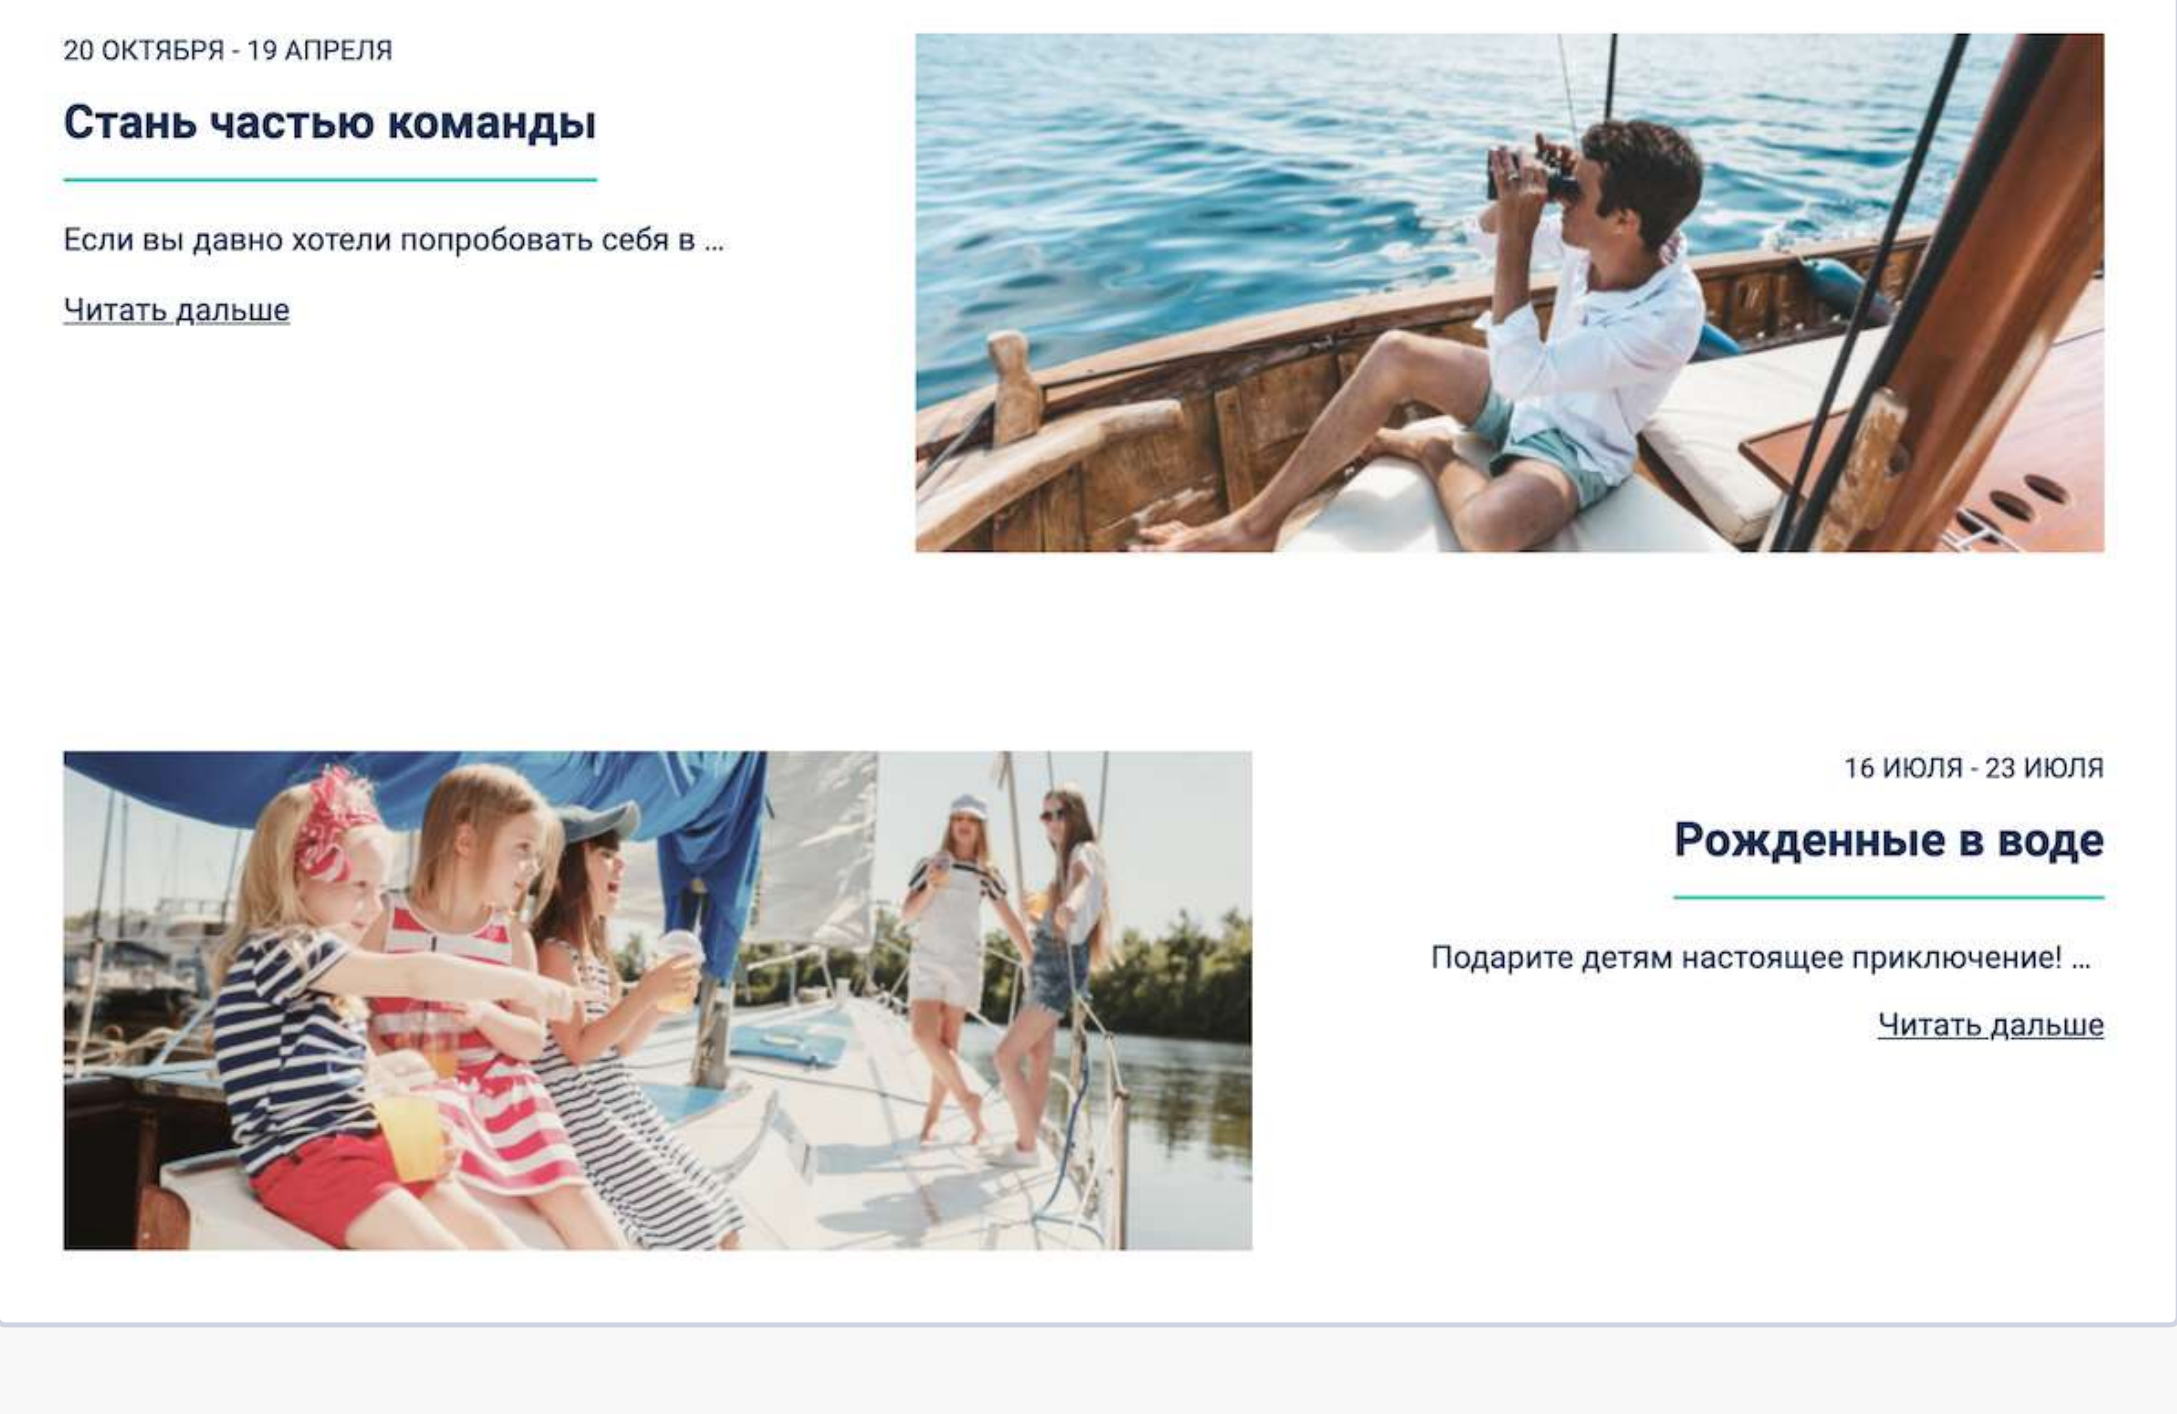 20 ОКТЯБРЯ - 19 АПРЕЛЯ
Стань частью команды
Если вы давно хотели попробовать себя в ...
Читать дальше
16 ИЮЛЯ - 23 ИЮЛЯ
Рожденные в воде
Подарите детям настоящее приключение! ...
Читать дальше